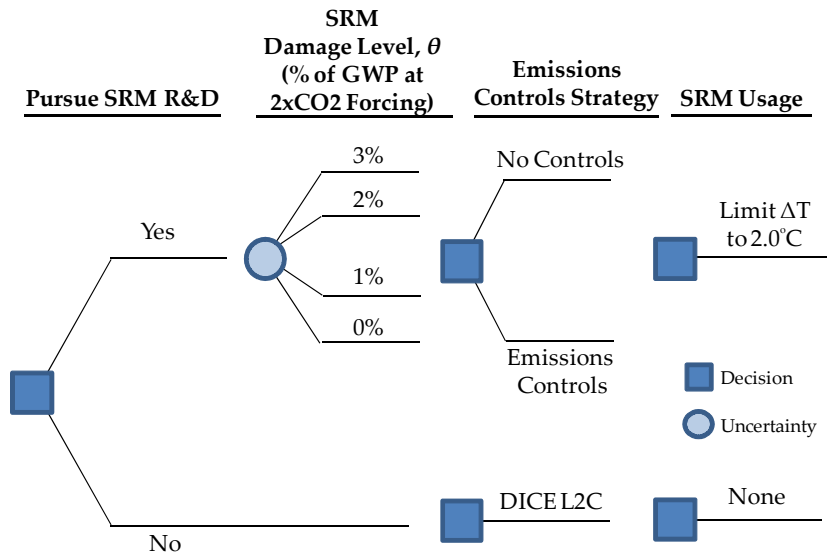 SRM
Damage Level, θ
(% of GWP at
2xCO2 Forcing)
Pursue SRM R&D
Emissions
Controls Strategy
SRM Usage
3%
2%
1%
0%
Yes
No Controls
Limit ΔT
to 2.0°C
Emissions
Controls
Decision
Uncertainty
No
DICE L2C
None